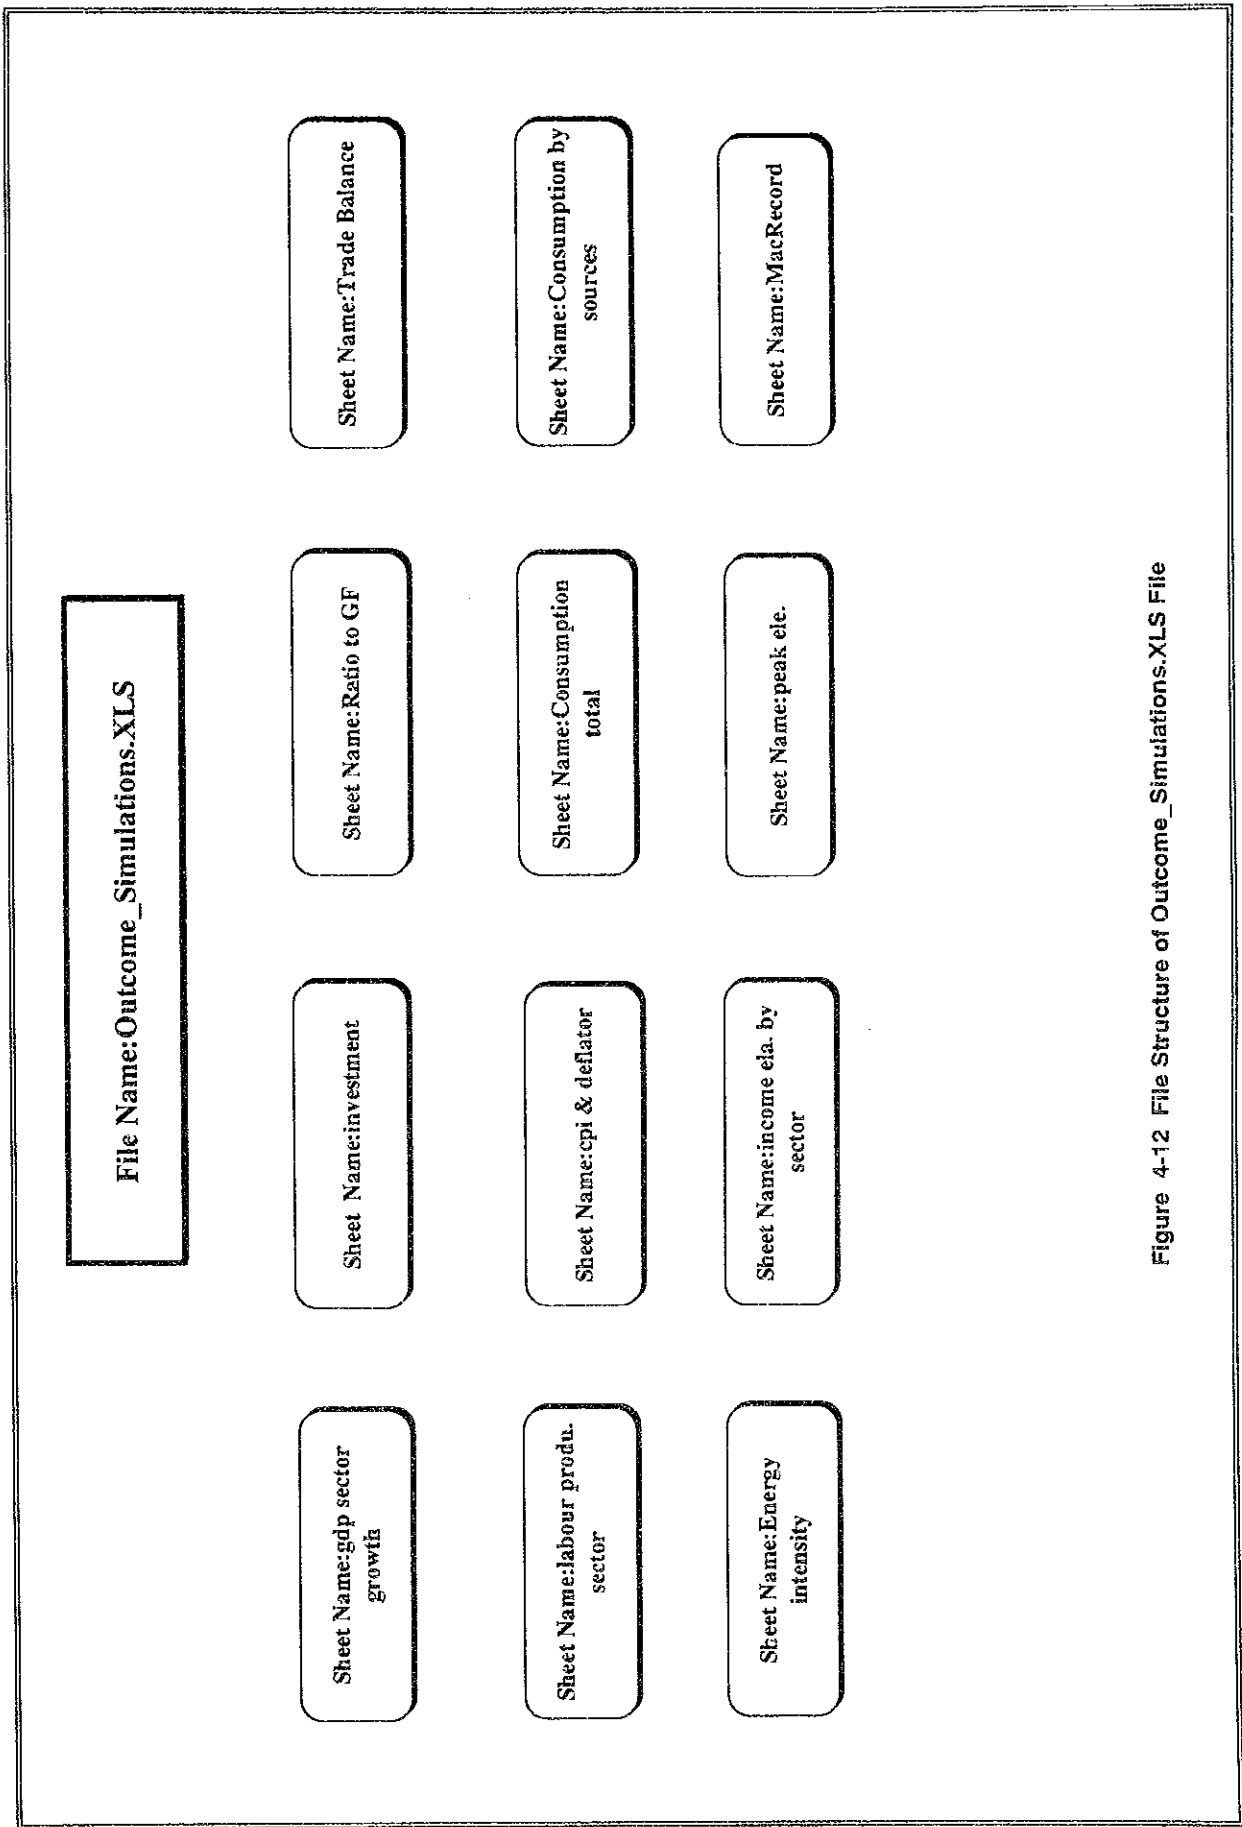 File Name:Outcome_Simulations.XLS
Sheet Name:gdp sector
growth
Sheet Name:investment
Sheet Name:Ratio to GF
Sheet Name:Trade Balance
Sheet Name:labour produ.
sector
Sheet Name:cpi & deflator
Sheet Name:Consumption
total
Sheet Name:Consumption by
sources
Sheet Name:Energy
intensity
Sheet Name:income ela. by
sector
Sheet Name:peak ele.
Sheet Name:MacRecord
Figure 4-12 File Structure of Outcome_Simulations.XLS File